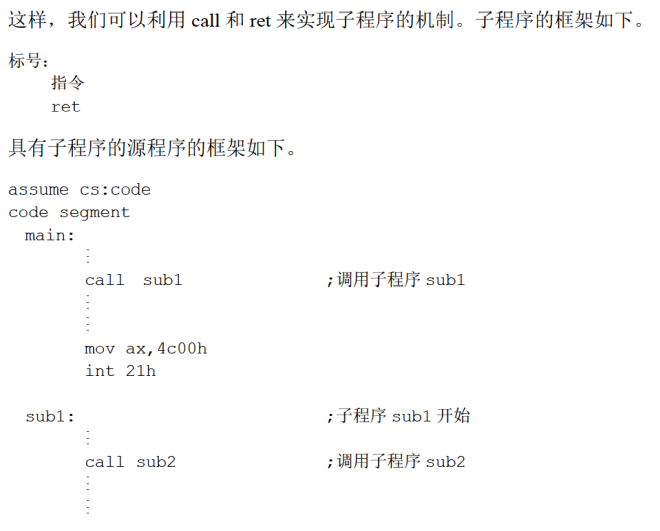 这样，我们可以利用 call 和 ret 来实现子程序的机制。子程序的框架如下。
标号：
指令
ret
具有子程序的源程序的框架如下。
assume cs:code
code segment
main:
⋮
call sub1 ;调用子程序 sub1
⋮
⋮
mov ax,4c00h
int 21h
sub1: ;子程序 sub1 开始
⋮
call sub2 ;调用子程序 sub2
⋮
⋮